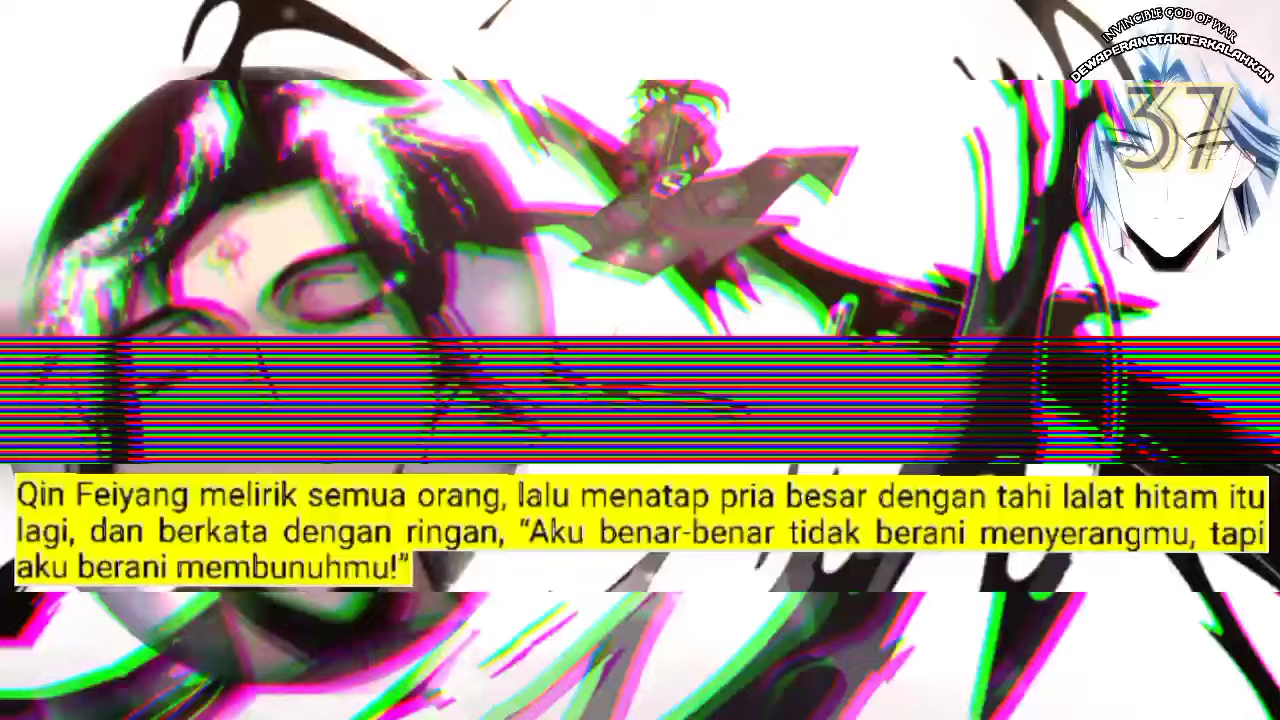 INVINCIBLE GOD OF WAR
DEWAPERANGTAKTERKALAHKAN
37
Qin Feiyang melirik semua orang, lalu menatap pria besar dengan tahi lalat hitam itu
lagi, dan berkata dengan ringan, “Aku benar-benar tidak berani menyerangmu, tapi
aku berani membunuhmu!”